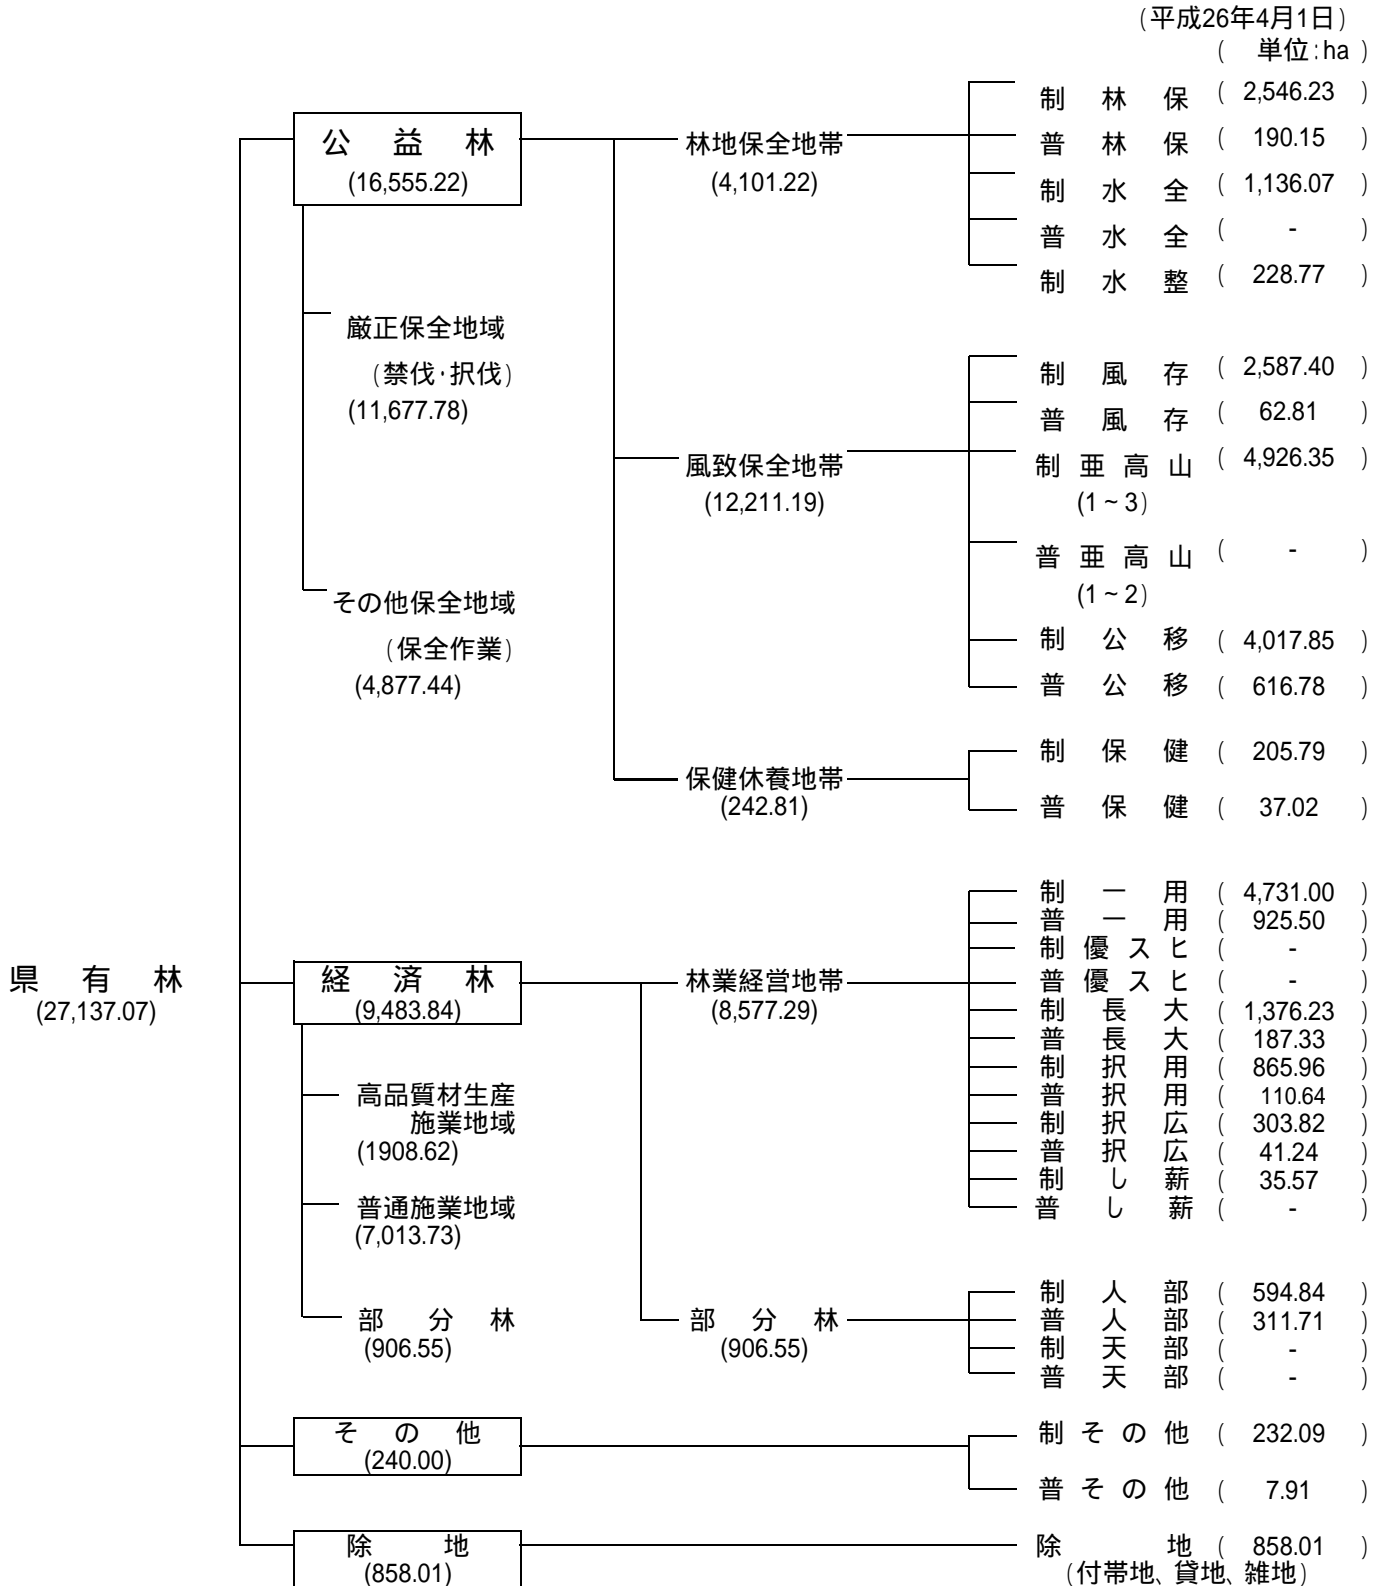 (平成26年4月1日)
( 単位:ha )
県有林
(27,137.07)
公益林
(16,555.22)
厳正保全地域
(禁伐・択伐)
(11,677.78)
その他保全地域
(保全作業)
(4,877.44)
林地保全地帯
(4,101.22)
制林保 ( 2,546.23 )
普林保 ( 190.15 )
制水全 ( 1,136.07 )
普水全 ( - )
制水整 ( 228.77 )
風致保全地帯
(12,211.19)
制風存 ( 2,587.40 )
普風存 ( 62.81 )
制亜高山 ( 4,926.35 )
(1~3)
普亜高山 ( - )
(1~2)
制公移 ( 4,017.85 )
普公移 ( 616.78 )
保健休養地帯
(242.81)
制保健 ( 205.79 )
普保健 ( 37.02 )
経済林
(9,483.84)
高品質材生産
施業地域
(1908.62)
普通施業地域
(7,013.73)
部分林
(906.55)
林業経営地帯
(8,577.29)
制一用 ( 4,731.00 )
普一用 ( 925.50 )
制優スヒ ( - )
普優スヒ ( - )
制長大 ( 1,376.23 )
普長大 ( 187.33 )
制択用 ( 865.96 )
普択用 ( 110.64 )
制択広 ( 303.82 )
普択広 ( 41.24 )
制し薪 ( 35.57 )
普し薪 ( - )
部分林
(906.55)
制人部 ( 594.84 )
普人部 ( 311.71 )
制天部 ( - )
普天部 ( - )
その他
(240.00)
制その他 ( 232.09 )
普その他 ( 7.91 )
除地
(858.01)
除地 ( 858.01 )
(付帯地、貸地、雑地)